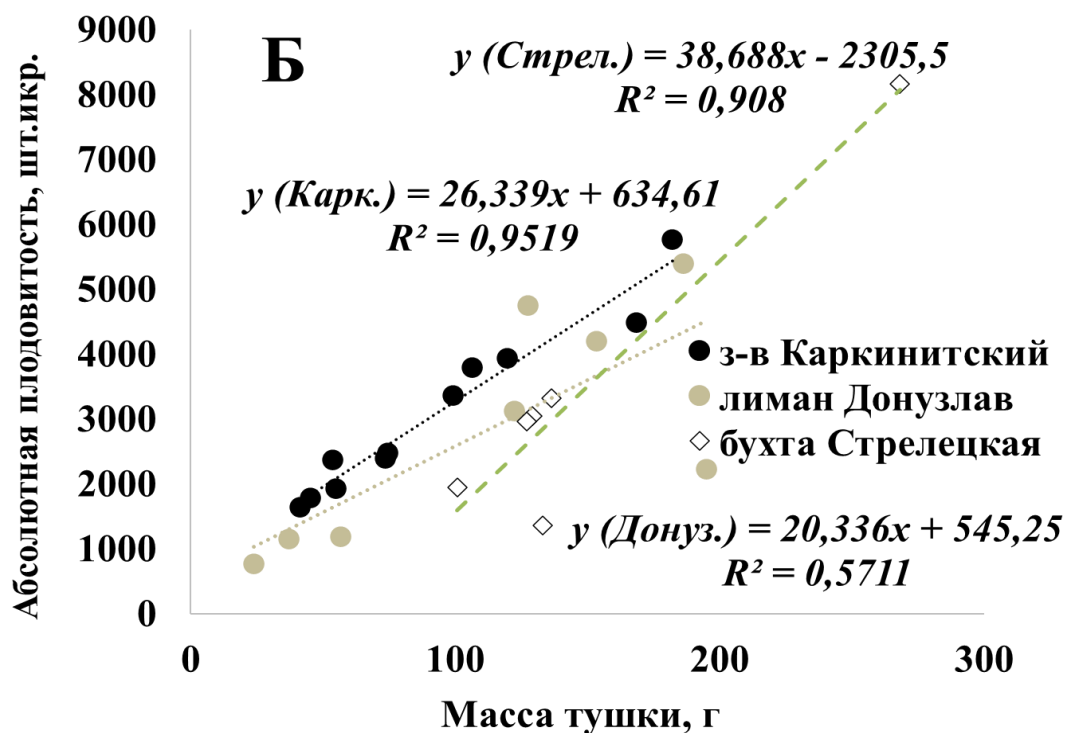 Б
y (Стрел.) = 38,688x - 2305,5
R² = 0,908
y (Карк.) = 26,339x + 634,61
R² = 0,9519
з-в Каркинитский
лиман Донузлав
бухта Стрелецкая
y (Донуз.) = 20,336x + 545,25
R² = 0,5711
Абсолютная плодовитость, шт.икр.
9000
8000
7000
6000
5000
4000
3000
2000
1000
0
0 100 200 300
Масса тушки, г